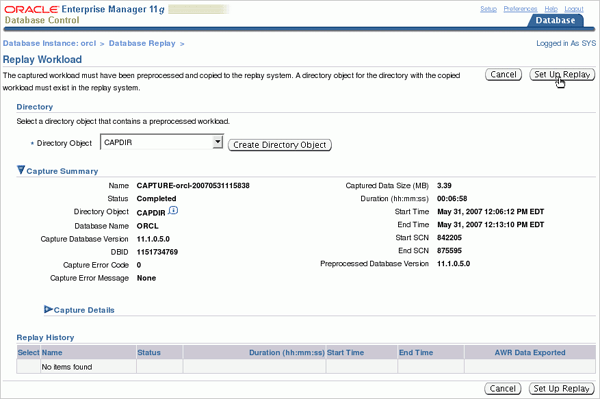 ORACLE Enterprise Manager 11g
Setup Preferences Help Logout
Database Control
Database
Database Instance: orcl > Database Replay >
Logged in As SYS
Replay Workload
The captured workload must have been preprocessed and copied to the replay system. A directory object for the directory with the copied
workload must exist in the replay system.
Cancel Set Up Replay
Directory
Select a directory object that contains a preprocessed workload.
* Directory Object CAPDIR Create Directory Object
Capture Summary
Name CAPTURE-orcl-20070531115838 Captured Data Size (MB) 3.39
Status Completed Duration (hh:mm:ss) 00:06:58
Directory Object CAPDIR Start Time May 31, 2007 12:06:12 PM EDT
Database Name ORCL End Time May 31, 2007 12:13:10 PM EDT
Capture Database Version 11.1.0.5.0 Start SCN 842205
DBID 1151734769 End SCN 875595
Capture Error Code 0 Preprocessed Database Version 11.1.0.5.0
Capture Error Message None
Capture Details
Replay History
Select Name Status Duration (hh:mm:ss) Start Time End Time AWR Data Exported
No items found
Cancel Set Up Replay